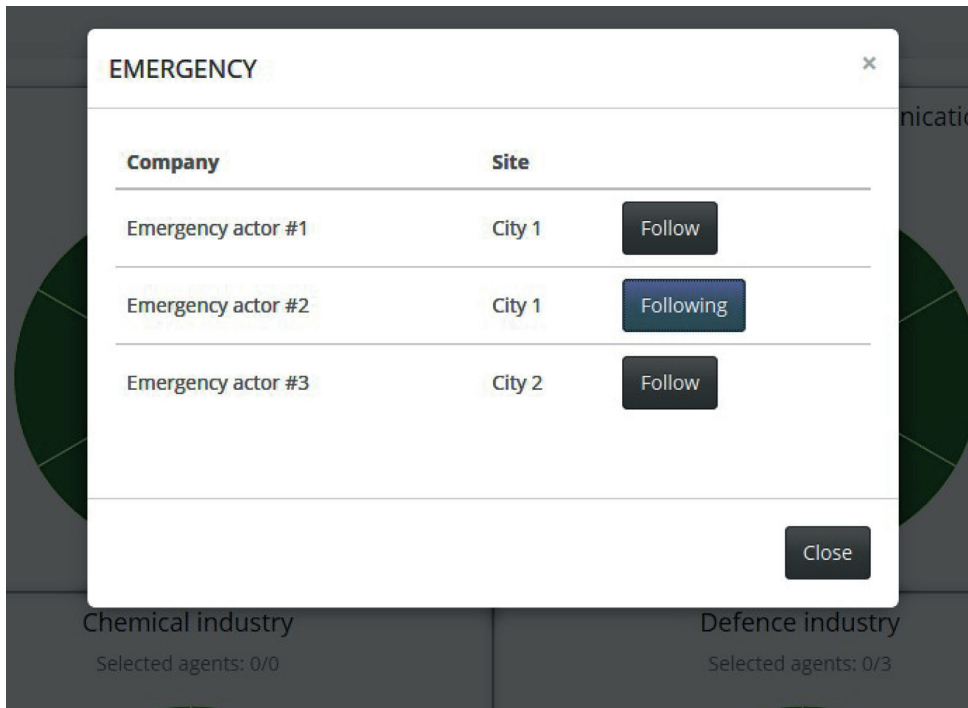 EMERGENCY ×
nicatio
Company Site
Emergency actor #1 City 1 Follow
Emergency actor #2 City 1 Following
Emergency actor #3 City 2 Follow
Close
Chemical industry Defence industry
Selected agents: 0/0 Selected agents: 0/3